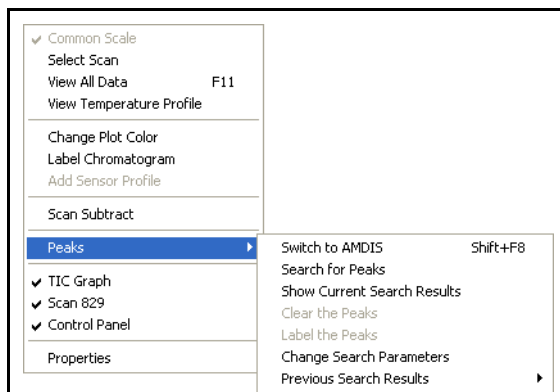 Common Scale
Select Scan
View All Data F11
View Temperature Profile
Change Plot Color
Label Chromatogram
Add Sensor Profile
Scan Subtract
Peaks
TIC Graph
Scan 829
Control Panel
Properties
Switch to AMDIS Shift+F8
Search for Peaks
Show Current Search Results
Clear the Peaks
Label the Peaks
Change Search Parameters
Previous Search Results